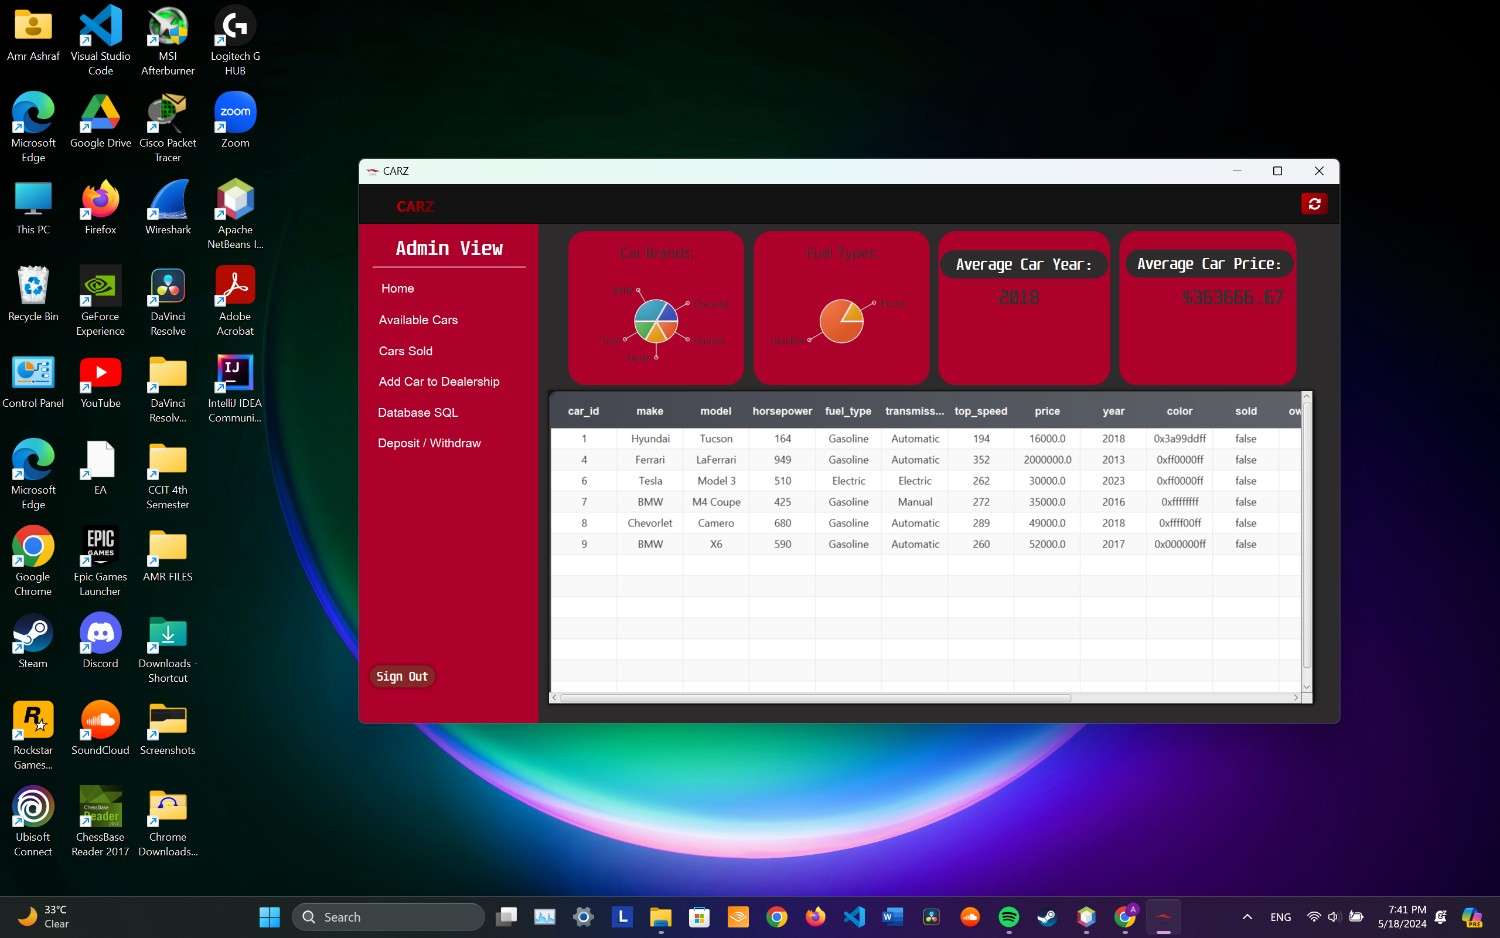 Amr Ashraf
Visual Studio
Code
MSI
Afterburner
Logitech G
HUB
Microsoft
Edge
Google Drive
Cisco Packet
Tracer
zoom
Zoom
This PC
Firefox
Wireshark
Apache
NetBeans I...
Recycle Bin
GeForce
Experience
DaVinci
Resolve
Adobe
Acrobat
Control Panel
YouTube
DaVinci
Resolv...
IJ
IntelliJ IDEA
Communi...
Microsoft
Edge
EA
CCIT 4th
Semester
Google
Chrome
EPIC
GAMES
Epic Games
Launcher
AMR FILES
Steam
Discord
Downloads -
Shortcut
Rockstar
Games...
SoundCloud
Screenshots
Ubisoft
Connect
ChessBase
Reader
ChessBase
Reader 2017
Chrome
Downloads...
CARZ
CARZ
Admin View
Home
Available Cars
Cars Sold
Add Car to Dealership
Database SQL
Deposit / Withdraw
Sign Out
Car Brands:
Fuel Types:
Average Car Year:
2018
Average Car Price:
$363666.67
car_id make model horsepower fuel_type transmiss... top_speed price year color sold ow
1 Hyundai Tucson 164 Gasoline Automatic 194 16000.0 2018 0x3a99ddff false
4 Ferrari LaFerrari 949 Gasoline Automatic 352 2000000.0 2013 0xff0000ff false
6 Tesla Model 3 510 Electric Electric 262 30000.0 2023 0xff0000ff false
7 BMW M4 Coupe 425 Gasoline Manual 272 35000.0 2016 0xffffffff false
8 Chevorlet Camero 680 Gasoline Automatic 289 49000.0 2018 0xffff00ff false
9 BMW X6 590 Gasoline Automatic 260 52000.0 2017 0x000000ff false
33°C
Clear
Search
L
ENG
7:41 PM
5/18/2024